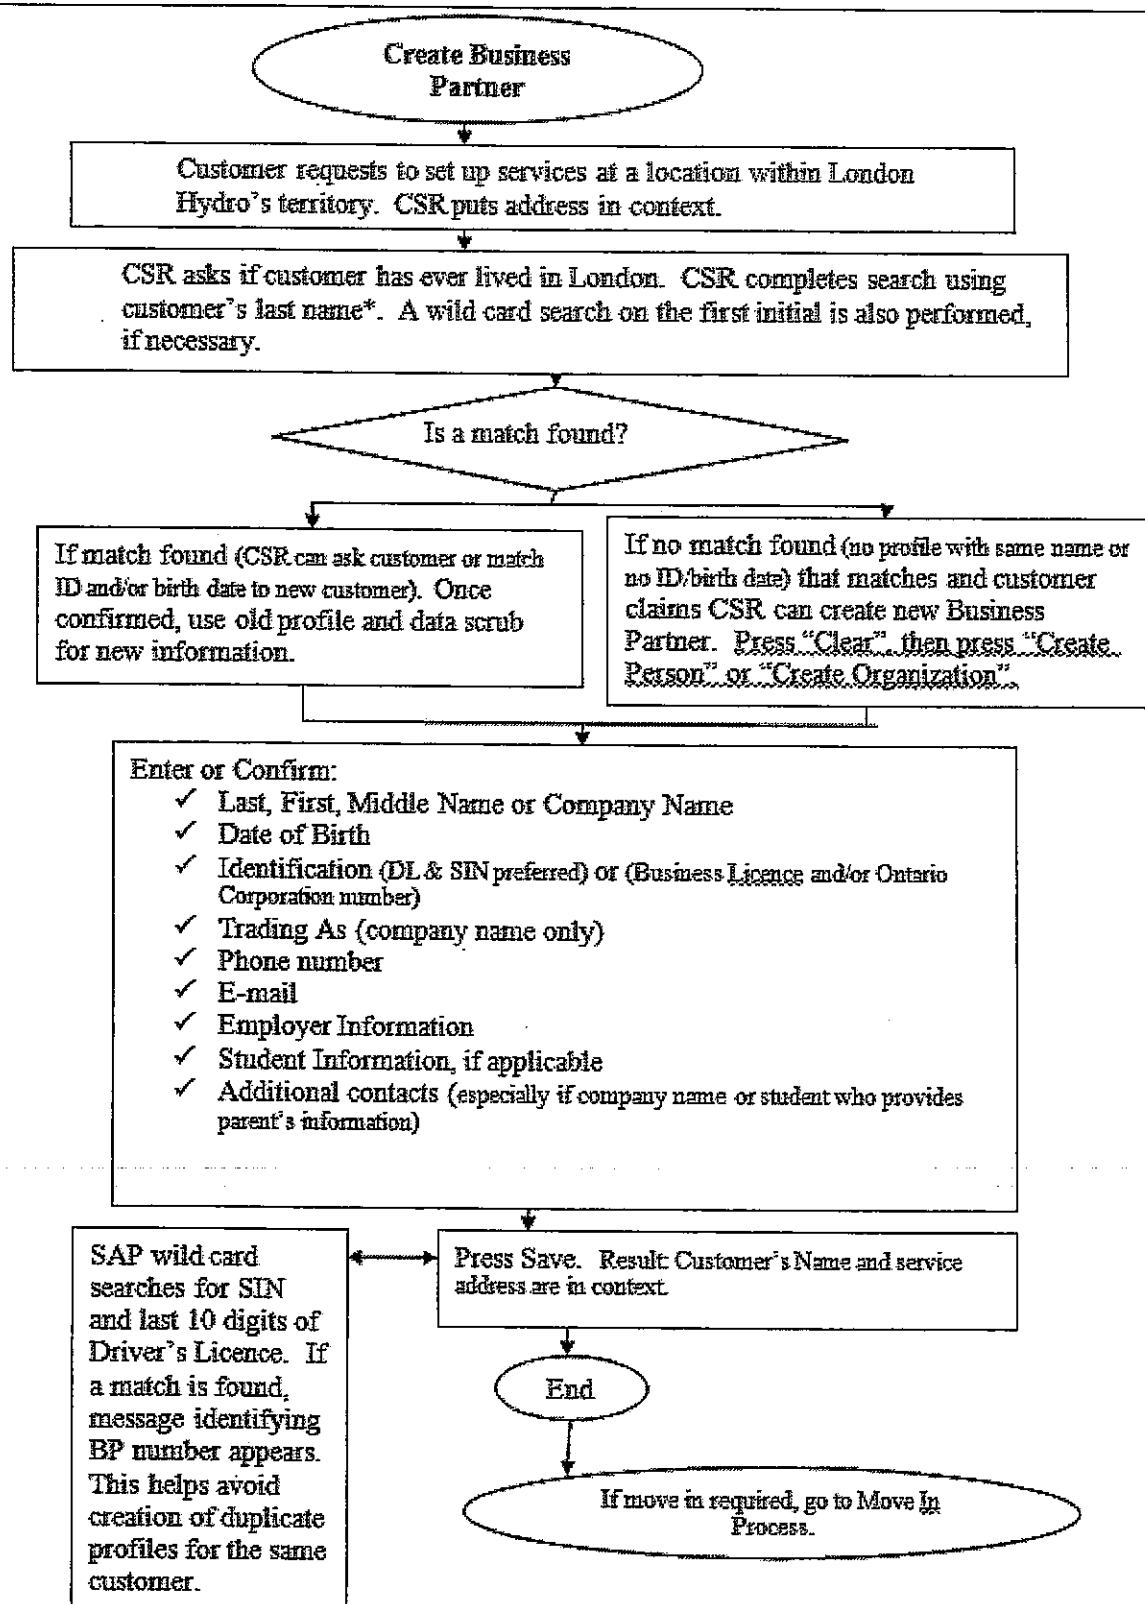 Create Business
Partner
Customer requests to set up services at a location within London
Hydro's territory. CSR puts address in context.
CSR asks if customer has ever lived in London. CSR completes search using
customer's last name*. A wild card search on the first initial is also performed,
if necessary.
Is a match found?
If match found (CSR can ask customer or match
ID and/or birth date to new customer). Once
confirmed, use old profile and data scrub
for new information.
If no match found (no profile with same name or
no ID/birth date) that matches and customer
claims CSR can create new Business
Partner. Press "Clear", then press "Create
Person" or "Create Organization".
Enter or Confirm:
✓ Last, First, Middle Name or Company Name
✓ Date of Birth
✓ Identification (DL & SIN preferred) or (Business Licence and/or Ontario
Corporation number)
✓ Trading As (company name only)
✓ Phone number
✓ E-mail
✓ Employer Information
✓ Student Information, if applicable
✓ Additional contacts (especially if company name or student who provides
parent's information)
SAP wild card
searches for SIN
and last 10 digits of
Driver's Licence. If
a match is found,
message identifying
BP number appears.
This helps avoid
creation of duplicate
profiles for the same
customer.
Press Save. Result: Customer's Name and service
address are in context.
End
If move in required, go to Move In
Process.